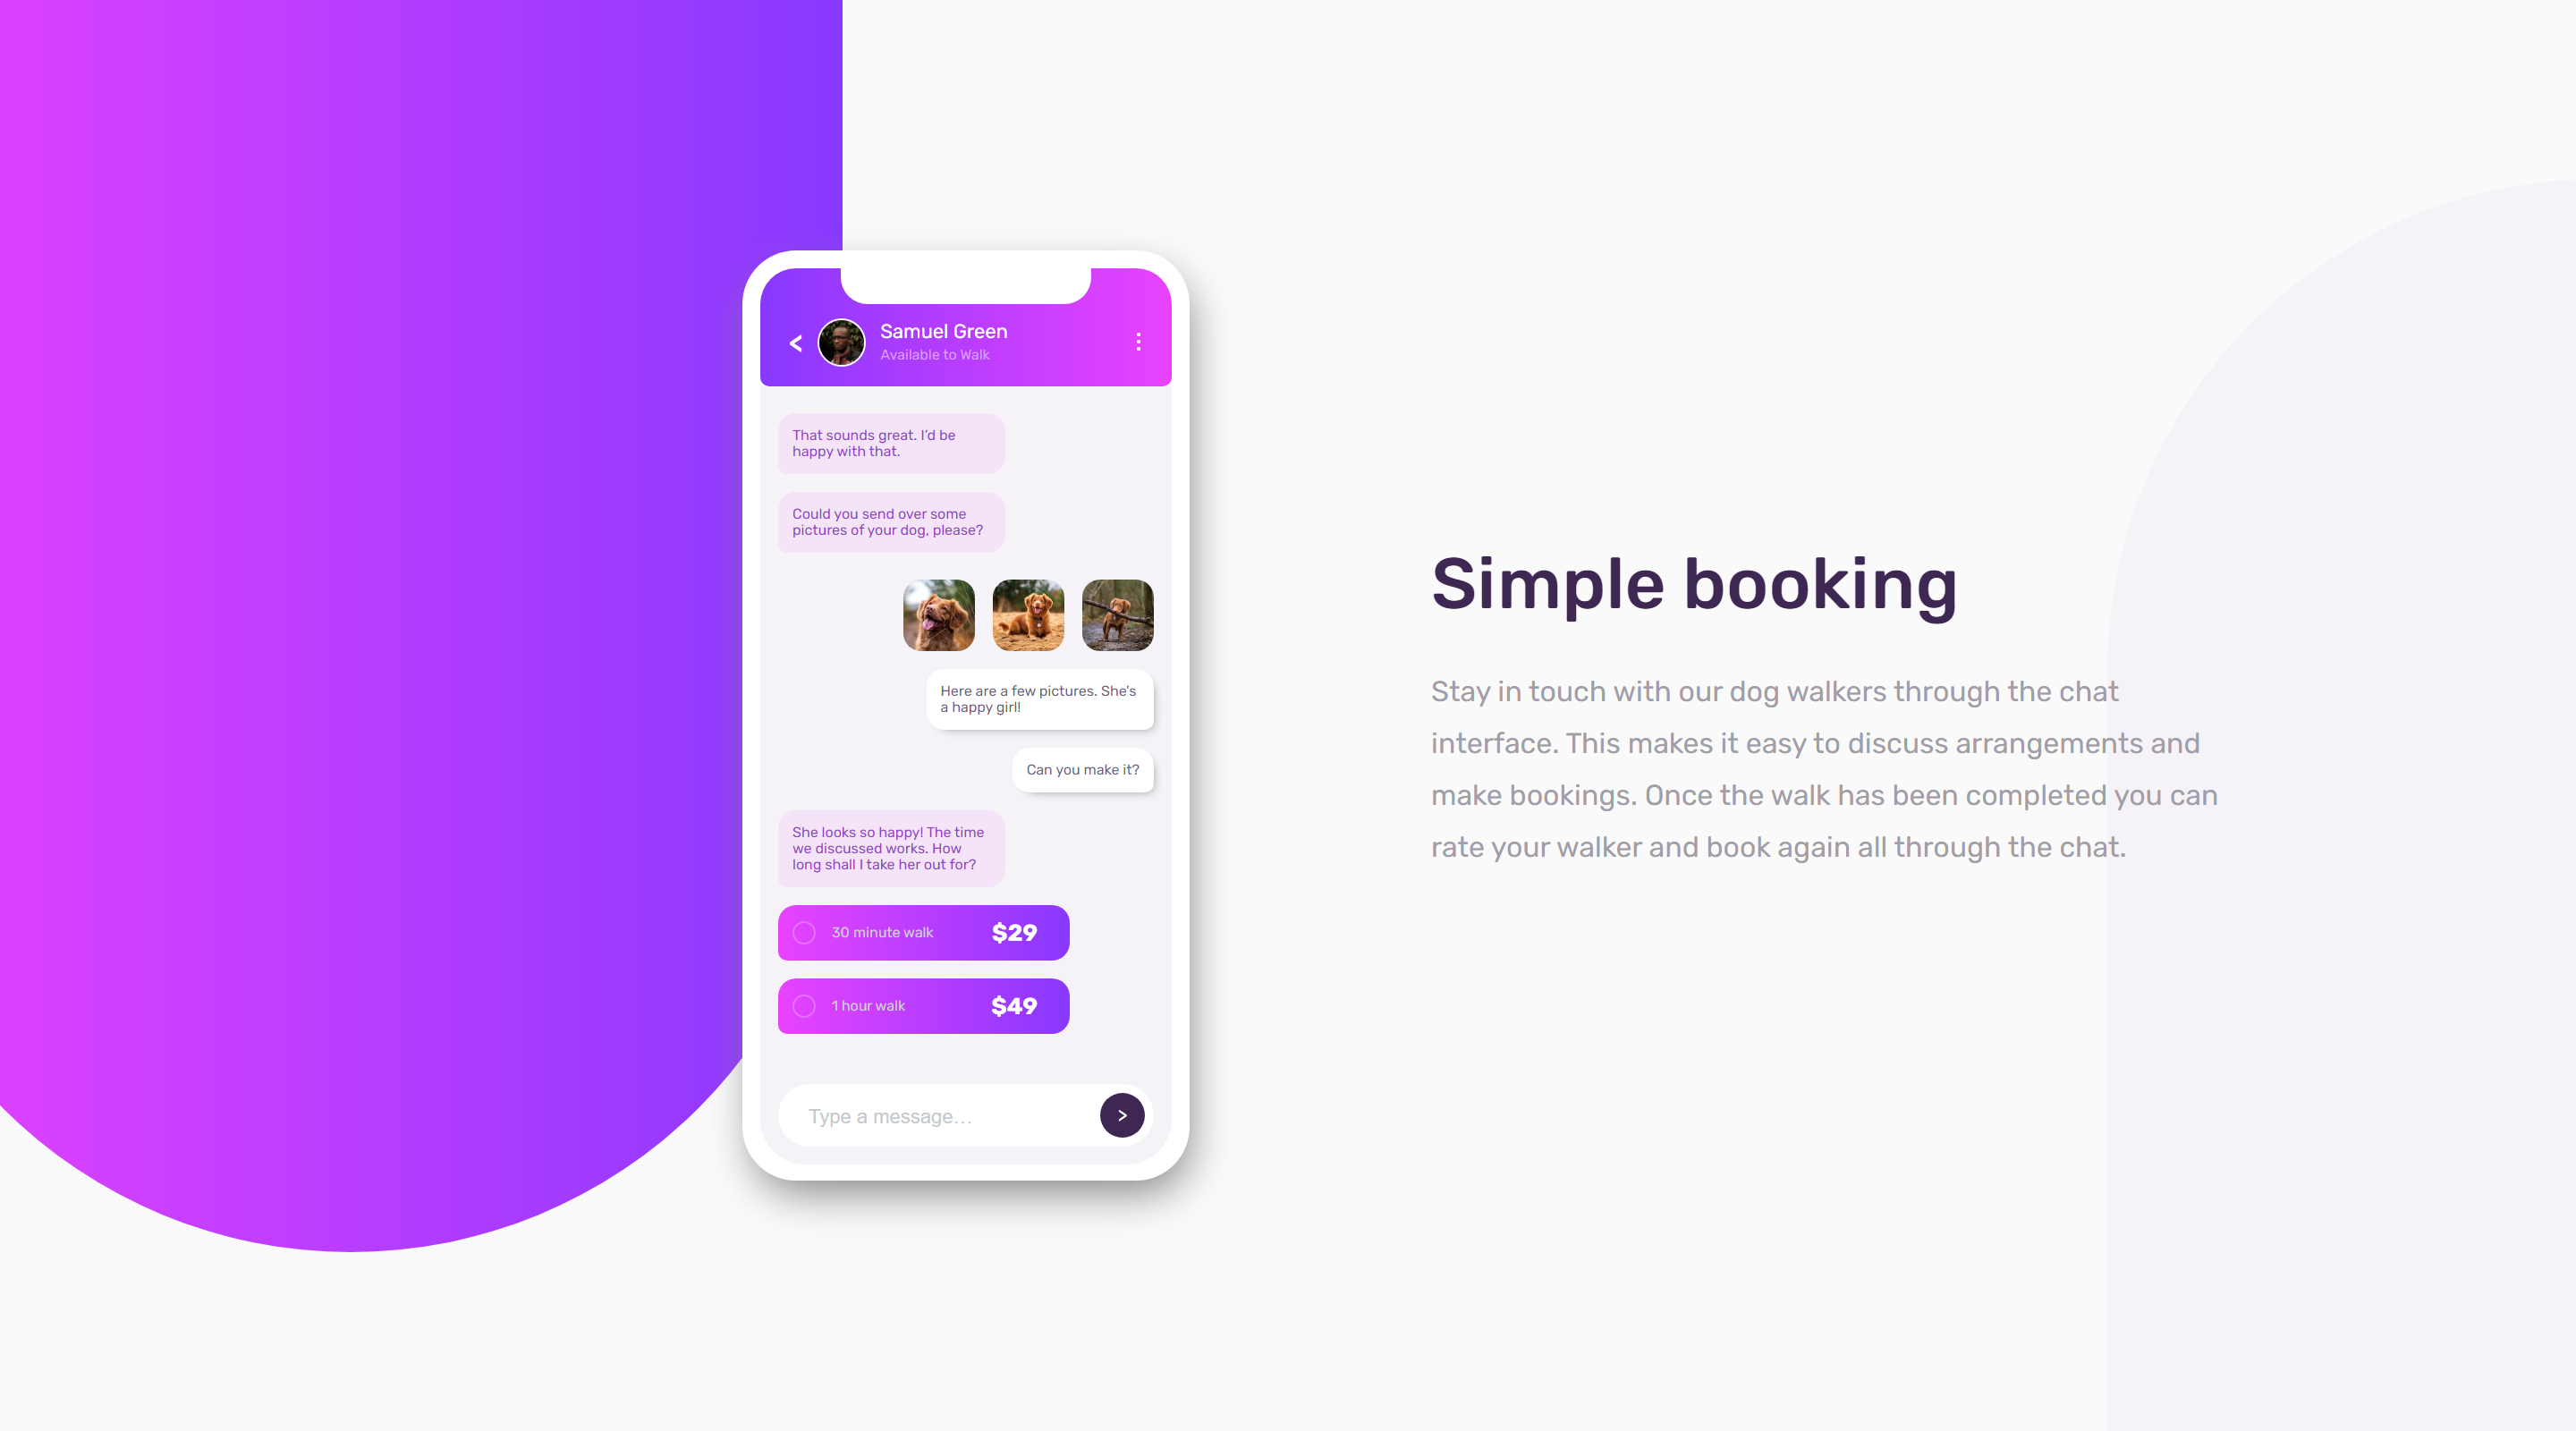 Samuel Green
Available to Walk
That sounds great. I’d be
happy with that.
Could you send over some
pictures of your dog, please?
Here are a few pictures. She’s
a happy girl!
Can you make it?
She looks so happy! The time
we discussed works. How
long shall I take her out for?
30 minute walk $29
1 hour walk $49
Type a message…
Simple booking
Stay in touch with our dog walkers through the chat
interface. This makes it easy to discuss arrangements and
make bookings. Once the walk has been completed you can
rate your walker and book again all through the chat.